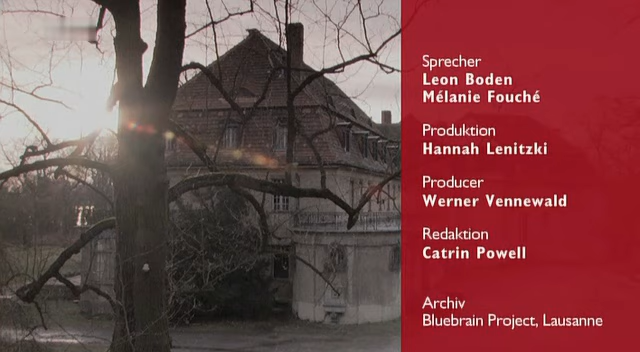 Sprecher
Leon Boden
Mélanie Fouché
Produktion
Hannah Lenitzki
Producer
Werner Vennewald
Redaktion
Catrin Powell
Archiv
Bluebrain Project, Lausanne